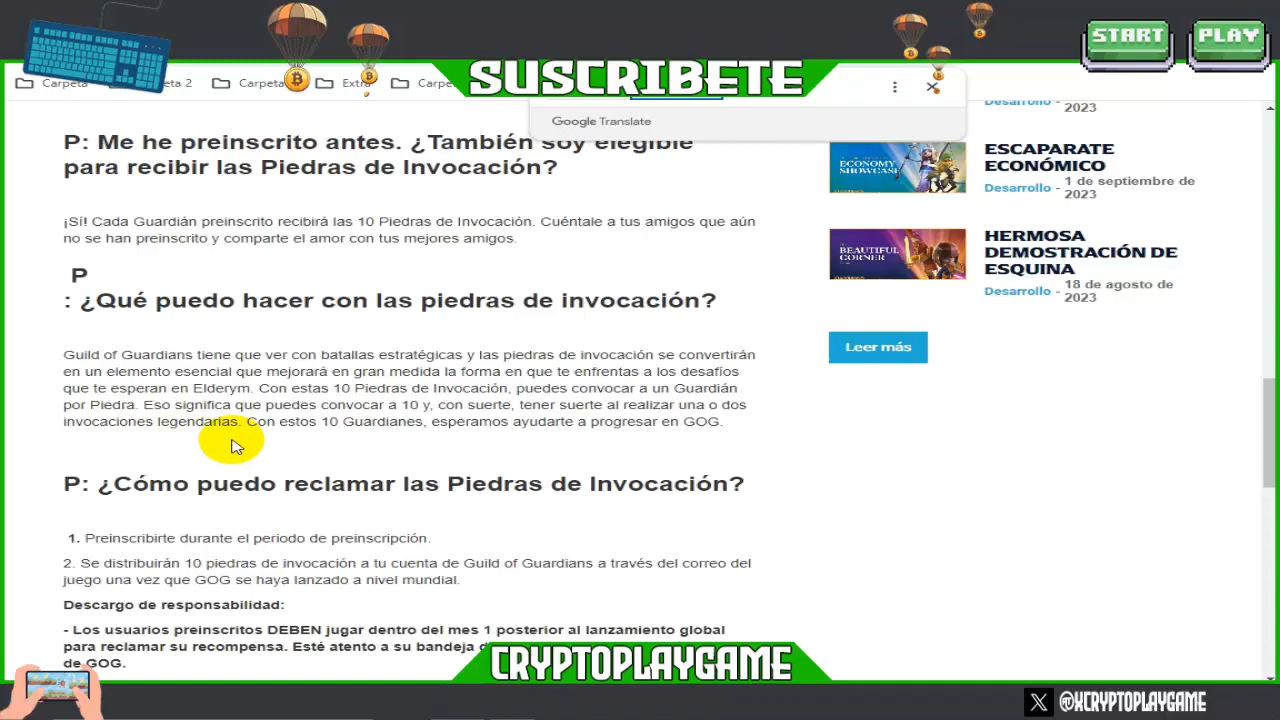 START
PLAY
SUSCRIBETE
Carpeta
eta 2
Carpeta
Extra
Carpe
Google Translate
P: Me he preinscrito antes. ¿También soy elegible
para recibir las Piedras de Invocación?
¡Sí! Cada Guardián preinscrito recibirá las 10 Piedras de Invocación. Cuéntale a tus amigos que aún
no se han preinscrito y comparte el amor con tus mejores amigos.
P
: ¿Qué puedo hacer con las piedras de invocación?
Guild of Guardians tiene que ver con batallas estratégicas y las piedras de invocación se convertirán
en un elemento esencial que mejorará en gran medida la forma en que te enfrentas a los desafíos
que te esperan en Elderym. Con estas 10 Piedras de Invocación, puedes convocar a un Guardián
por Piedra. Eso significa que puedes convocar a 10 y, con suerte, tener suerte al realizar una o dos
invocaciones legendarias. Con estos 10 Guardianes, esperamos ayudarte a progresar en GOG.
P: ¿Cómo puedo reclamar las Piedras de Invocación?
1. Preinscribirte durante el periodo de preinscripción.
2. Se distribuirán 10 piedras de invocación a tu cuenta de Guild of Guardians a través del correo del
juego una vez que GOG se haya lanzado a nivel mundial.
Descargo de responsabilidad:
- Los usuarios preinscritos DEBEN jugar dentro del mes 1 posterior al lanzamiento global
para reclamar su recompensa. Esté atento a su bandeja d
de GOG.
Desarrollo -
2023
ECONOMY
SHOWCASE
ESCAPARATE
ECONÓMICO
Desarrollo - 1 de septiembre de
2023
BEAUTIFUL
CORNER
HERMOSA
DEMOSTRACIÓN DE
ESQUINA
Desarrollo - 18 de agosto de
2023
Leer más
CRYPTOPLAYGAME
X @XCRYPTOPLAYGAME